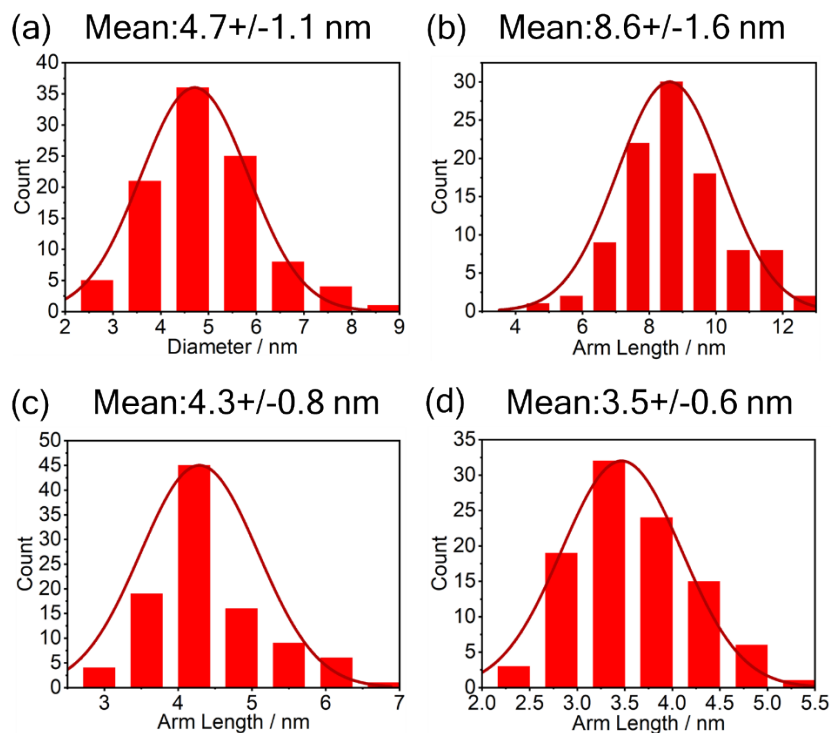 (a) Mean:4.7+/-1.1 nm
40
35
30
25
20
15
10
5
0
Count
2 3 4 5 6 7 8 9
Diameter / nm
(b) Mean:8.6+/-1.6 nm
30
25
20
15
10
5
0
Count
4 6 8 10 12
Arm Length / nm
(c) Mean:4.3+/-0.8 nm
50
45
40
35
30
25
20
15
10
5
0
Count
3 4 5 6 7
Arm Length / nm
(d) Mean:3.5+/-0.6 nm
35
30
25
20
15
10
5
0
Count
2.0 2.5 3.0 3.5 4.0 4.5 5.0 5.5
Arm Length / nm